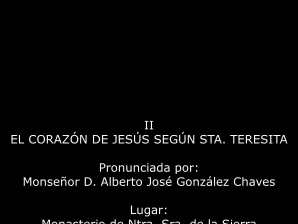 II
EL CORAZÓN DE JESÚS SEGÚN STA. TERESITA
Pronunciada por:
Monseñor D. Alberto José González Chaves
Lugar:
Monasterio de Ntra. Sra. de la Sierra